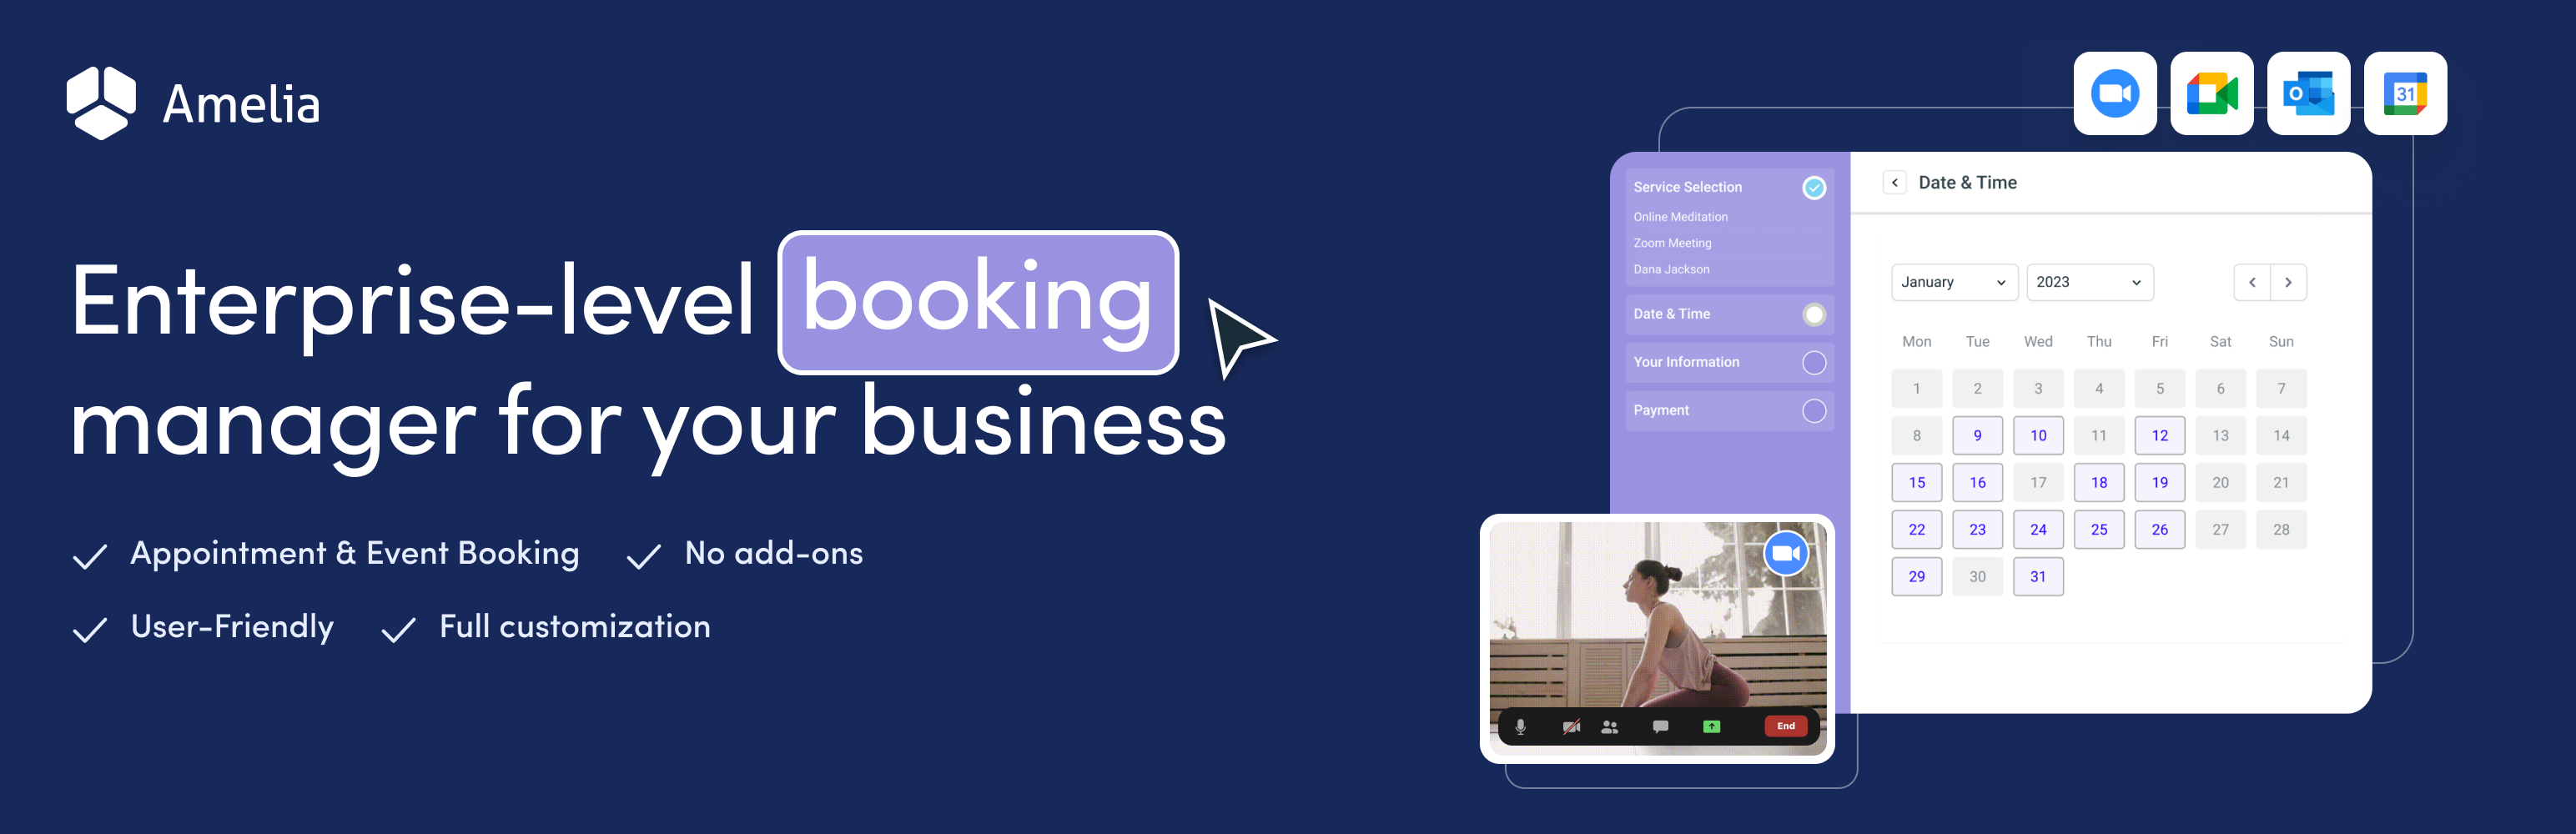 Amelia
Enterprise-level booking
manager for your business
Appointment & Event Booking No add-ons
User-Friendly Full customization
31
Service Selection
Online Meditation
Zoom Meeting
Dana Jackson
Date & Time
Your Information
Payment
Date & Time
January 2023
Mon Tue Wed Thu Fri Sat Sun
1 2 3 4 5 6 7
8 9 10 11 12 13 14
15 16 17 18 19 20 21
22 23 24 25 26 27 28
29 30 31
End